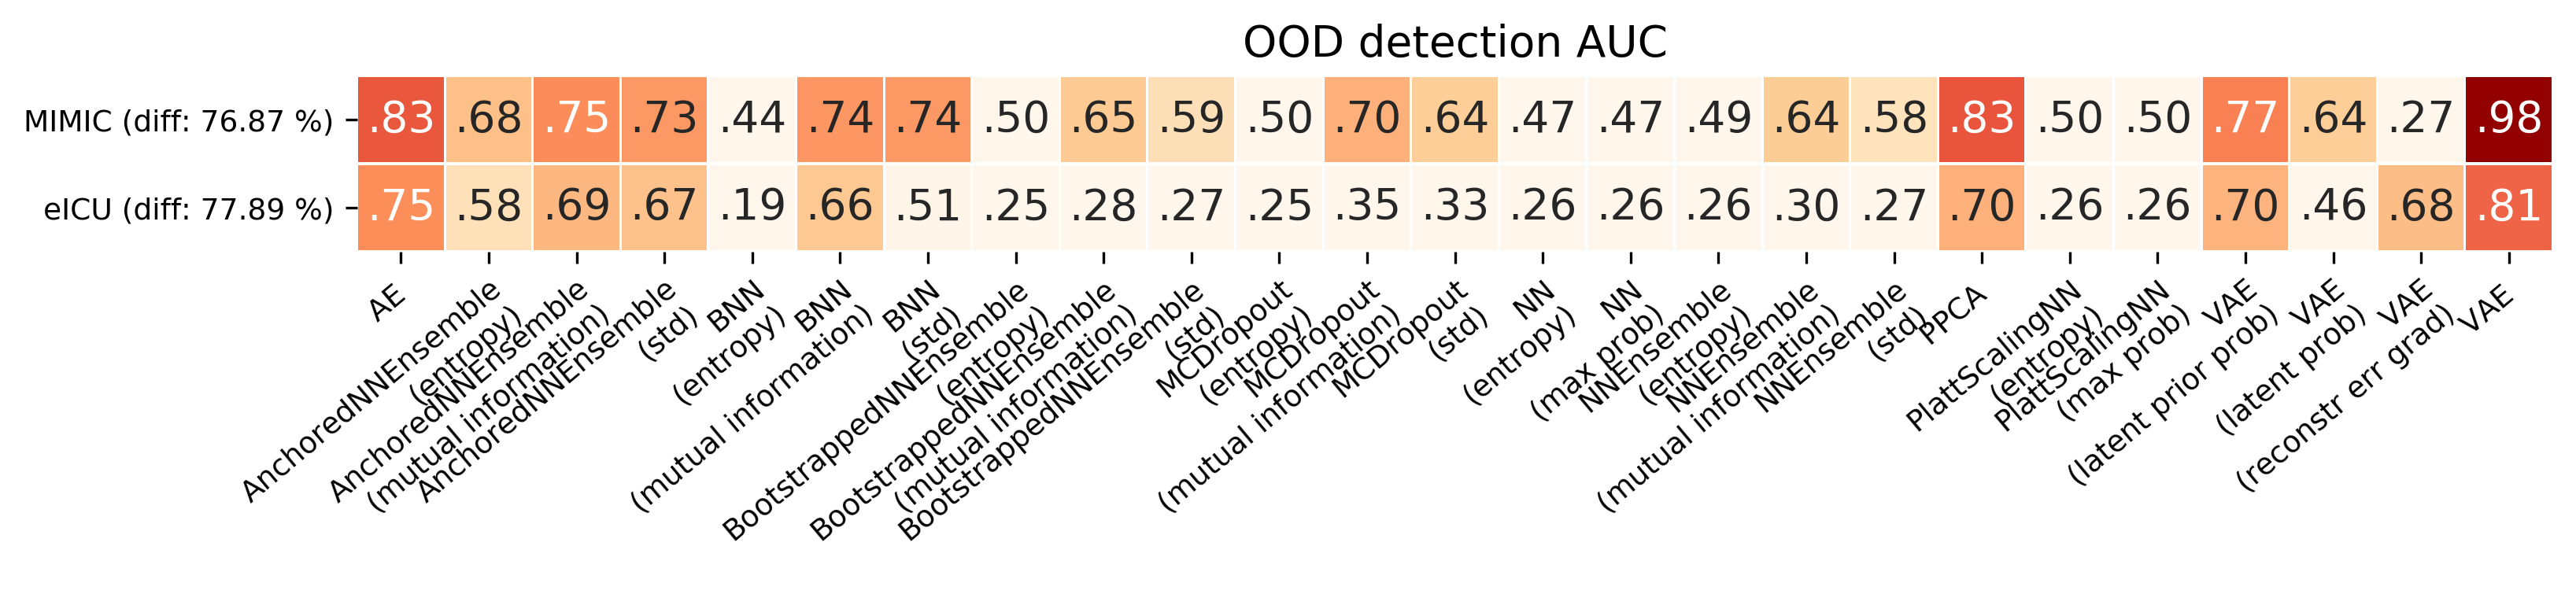 OOD detection AUC
MIMIC (diff: 76.87 %)
.83 .68 .75 .73 .44 .74 .74 .50 .65 .59 .50 .70 .64 .47 .47 .49 .64 .58 .83 .50 .50 .77 .64 .27 .98
eICU (diff: 77.89 %)
.75 .58 .69 .67 .19 .66 .51 .25 .28 .27 .25 .35 .33 .26 .26 .26 .30 .27 .70 .26 .26 .70 .46 .68 .81
AE
AnchoredNNEnsemble
(entropy)
AnchoredNNEnsemble
(mutual information)
AnchoredNNEnsemble
(std)
BNN
(entropy)
BNN
(mutual information)
BNN
(std)
BootstrappedNNEnsemble
(entropy)
BootstrappedNNEnsemble
(mutual information)
BootstrappedNNEnsemble
(std)
MCDropout
(entropy)
MCDropout
(mutual information)
MCDropout
(std)
NN
(entropy)
NN
(max prob)
NNEnsemble
(entropy)
NNEnsemble
(mutual information)
NNEnsemble
(std)
PPCA
PlattScalingNN
(entropy)
PlattScalingNN
(max prob)
VAE
(latent prior prob)
VAE
(latent prob)
VAE
(reconstr err grad)
VAE